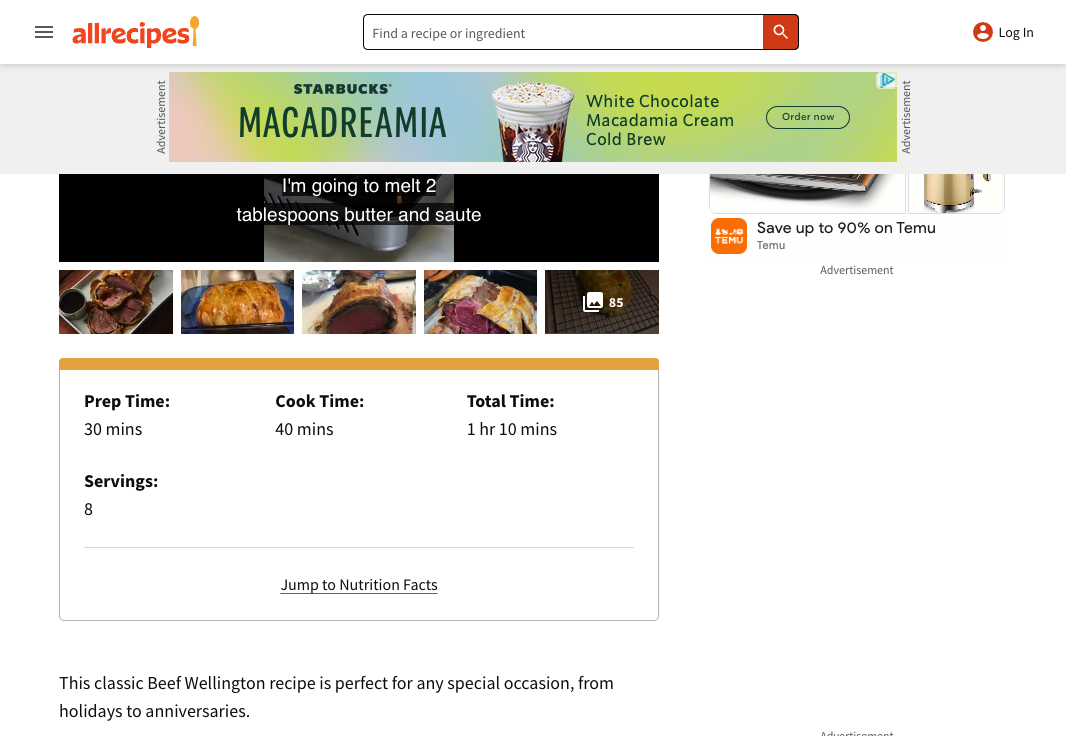 allrecipes
Find a recipe or ingredient
Log In
Advertisement
STARBUCKS®
MACADREAMIA
White Chocolate
Macadamia Cream
Cold Brew
Order now
Advertisement
I'm going to melt 2
tablespoons butter and saute
TEMU
Save up to 90% on Temu
Temu
Advertisement
85
Prep Time:
30 mins
Cook Time:
40 mins
Total Time:
1 hr 10 mins
Servings:
8
Jump to Nutrition Facts
This classic Beef Wellington recipe is perfect for any special occasion, from
holidays to anniversaries.
Advertisement